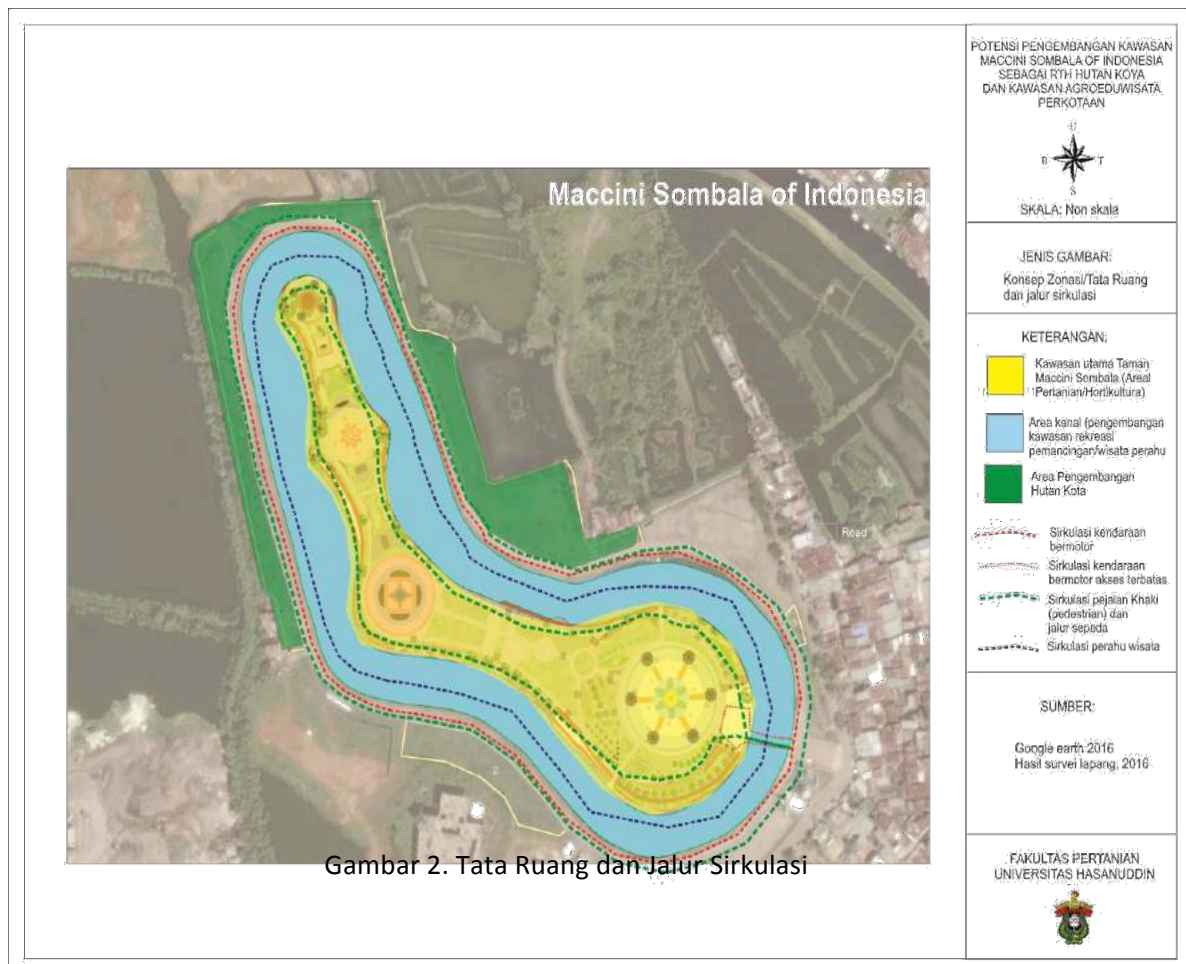 Maccini Sombala of Indonesia
Road
Gambar 2. Tata Ruang dan Jalur Sirkulasi
POTENSI PENGEMBANGAN KAWASAN
MACCINI SOMBALA OF INDONESIA
SEBAGAI RTH HUTAN KOYA
DAN KAWASAN AGROEDUWISATA
PERKOTAAN
U
B T
S
SKALA: Non skala
JENIS GAMBAR:
Konsep Zonasi/Tata Ruang
dan jalur sirkulasi
KETERANGAN:
Kawasan utama Taman
Maccini Sombala (Areal
Pertanian/Hortikultura)
Area kanal (pengembangan
kawasan rekreasi
pemancingan/wisata perahu
Area Pengembangan
Hutan Kota
Sirkulasi kendaraan
bermotor
Sirkulasi kendaraan
bermotor akses terbatas
Sirkulasi pejalan Khaki
(pedestrian) dan
jalur sepeda
Sirkulasi perahu wisata
SUMBER:
Google earth 2016
Hasil survei lapang, 2016
FAKULTAS PERTANIAN
UNIVERSITAS HASANUDDIN